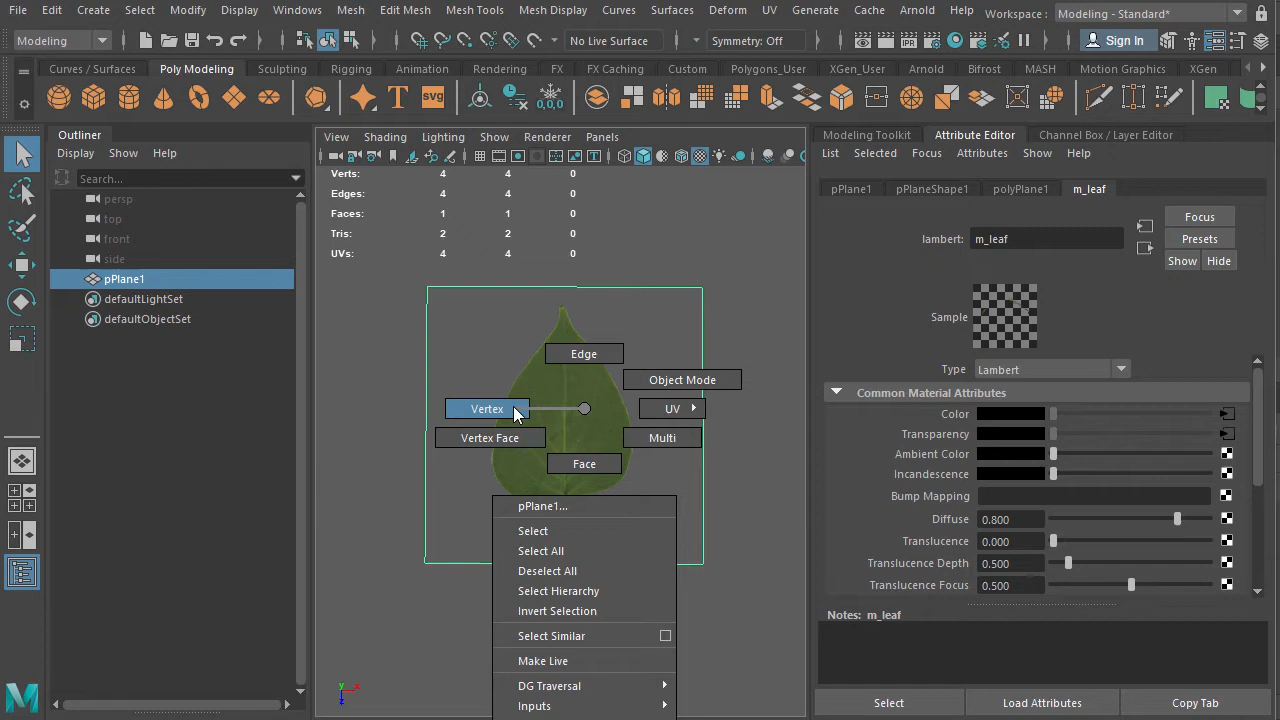 File Edit Create Select Modify Display Windows Mesh Edit Mesh Mesh Tools Mesh Display Curves Surfaces Deform UV Generate Cache Arnold Help Workspace : Modeling - Standard*
Modeling No Live Surface Symmetry: Off IPR Sign In
Curves / Surfaces Poly Modeling Sculpting Rigging Animation Rendering FX FX Caching Custom Polygons_User XGen_User Arnold Bifrost MASH Motion Graphics XGen
T SVG 0,0,0
Outliner
Display Show Help
Search...
persp
top
front
side
pPlane1
defaultLightSet
defaultObjectSet
View Shading Lighting Show Renderer Panels
Verts: 4 4 0
Edges: 4 4 0
Faces: 1 1 0
Tris: 2 2 0
UVs: 4 4 0
Edge
Object Mode
Vertex UV
Vertex Face Multi
Face
pPlane1...
Select
Select All
Deselect All
Select Hierarchy
Invert Selection
Select Similar
Make Live
DG Traversal
Inputs
y x
z
Modeling Toolkit Attribute Editor Channel Box / Layer Editor
List Selected Focus Attributes Show Help
pPlane1 pPlaneShape1 polyPlane1 m_leaf
Focus
lambert: m_leaf Presets
Show Hide
Sample
Type Lambert
Common Material Attributes
Color
Transparency
Ambient Color
Incandescence
Bump Mapping
Diffuse 0.800
Translucence 0.000
Translucence Depth 0.500
Translucence Focus 0.500
Notes: m_leaf
Select Load Attributes Copy Tab
M